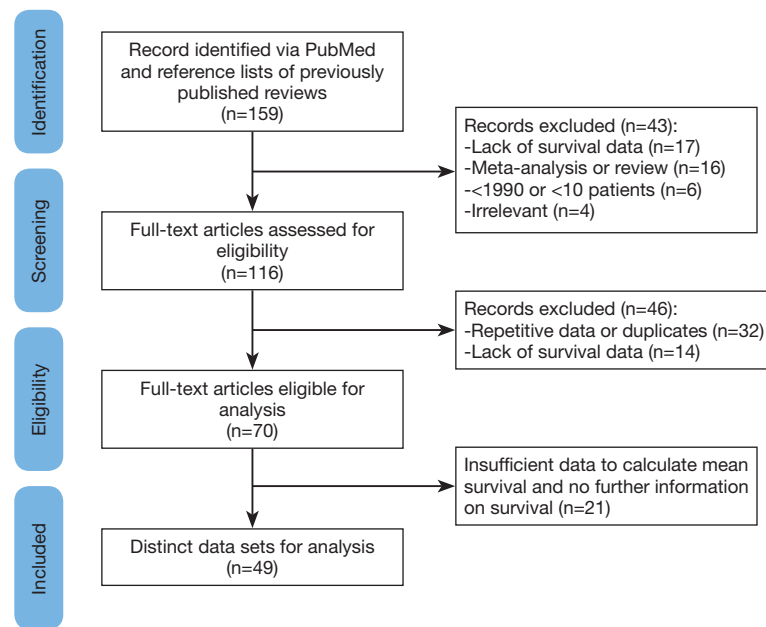 Identification
Record identified via PubMed
and reference lists of previously
published reviews
(n=159)
Records excluded (n=43):
-Lack of survival data (n=17)
-Meta-analysis or review (n=16)
-<1990 or <10 patients (n=6)
-Irrelevant (n=4)
Screening
Full-text articles assessed for
eligibility
(n=116)
Records excluded (n=46):
-Repetitive data or duplicates (n=32)
-Lack of survival data (n=14)
Eligibility
Full-text articles eligible for
analysis
(n=70)
Insufficient data to calculate mean
survival and no further information
on survival (n=21)
Included
Distinct data sets for analysis
(n=49)